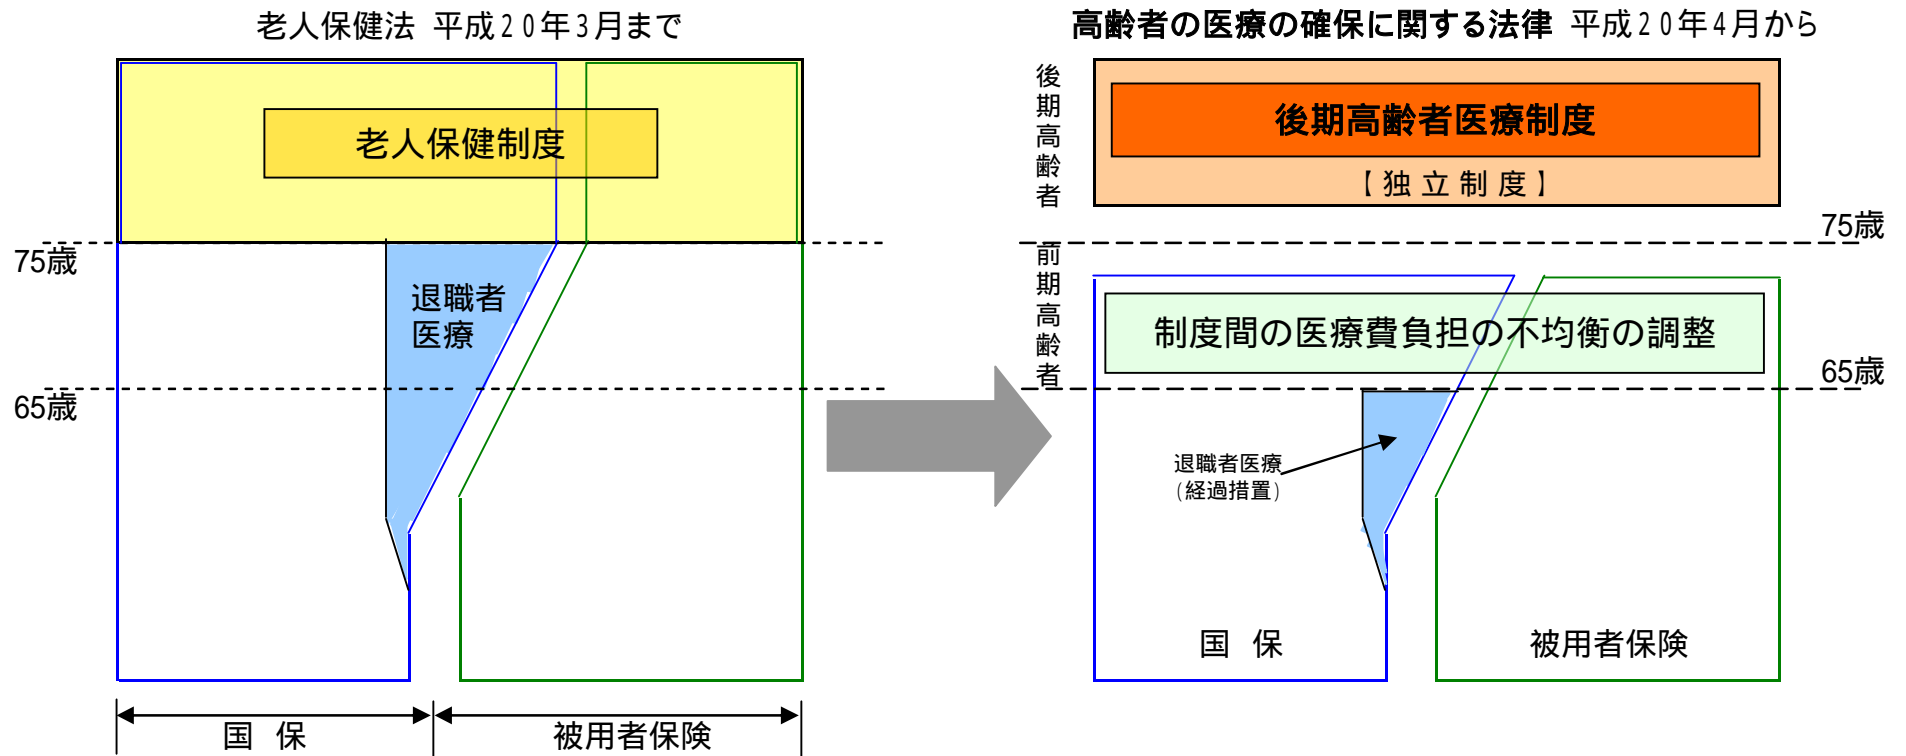 老人保健法 平成20年3月まで
老人保健制度
75歳
退職者
医療
65歳
国 保
被用者保険
高齢者の医療の確保に関する法律 平成20年4月から
後期高齢者
後期高齢者医療制度
【独立制度】
75歳
前期高齢者
制度間の医療費負担の不均衡の調整
65歳
退職者医療
(経過措置)
国 保
被用者保険